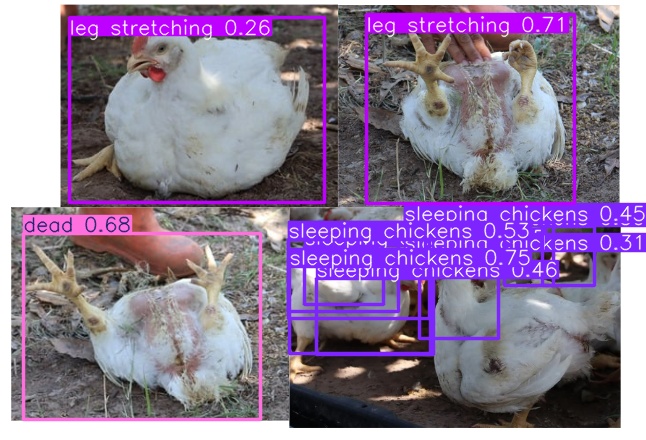 leg stretching 0.26
leg stretching 0.71
dead 0.68
sleeping chickens 0.45
sleeping chickens 0.53
sleeping chickens 0.31
sleeping chickens 0.75
sleeping chickens 0.46